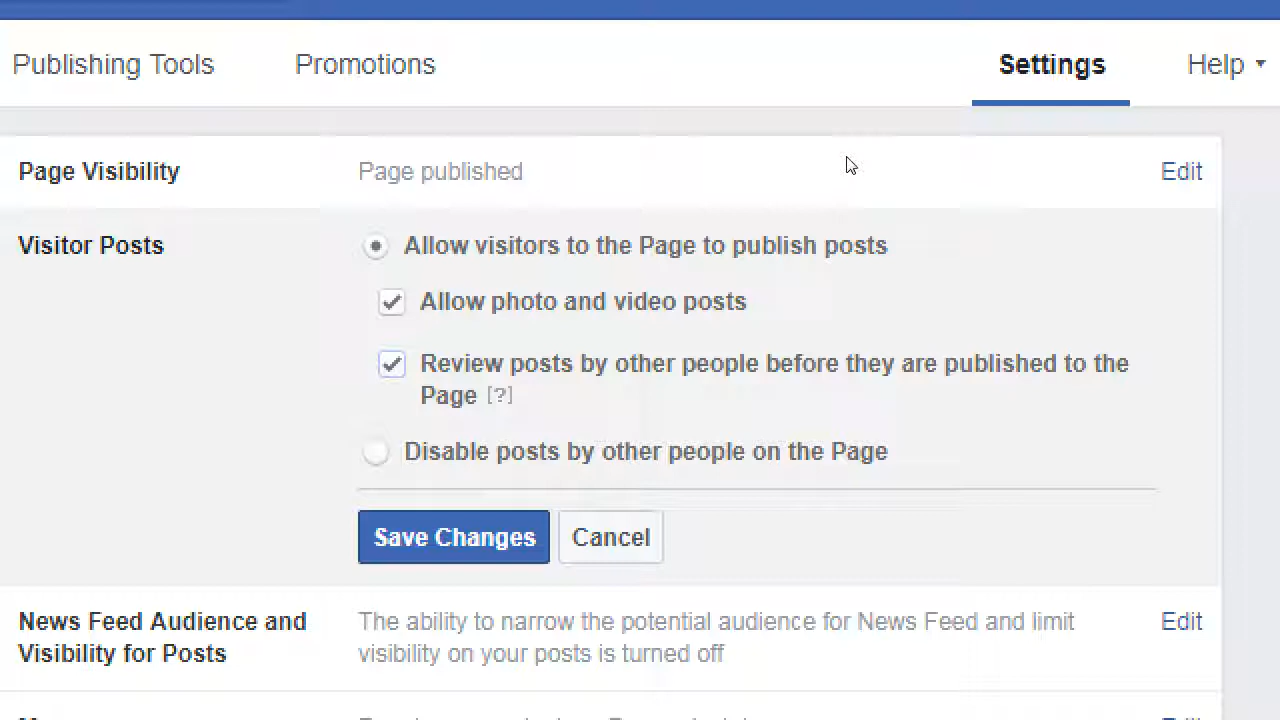 Publishing Tools Promotions Settings Help
Page Visibility Page published Edit
Visitor Posts Allow visitors to the Page to publish posts
Allow photo and video posts
Review posts by other people before they are published to the
Page [?]
Disable posts by other people on the Page
Save Changes Cancel
News Feed Audience and The ability to narrow the potential audience for News Feed and limit Edit
Visibility for Posts visibility on your posts is turned off